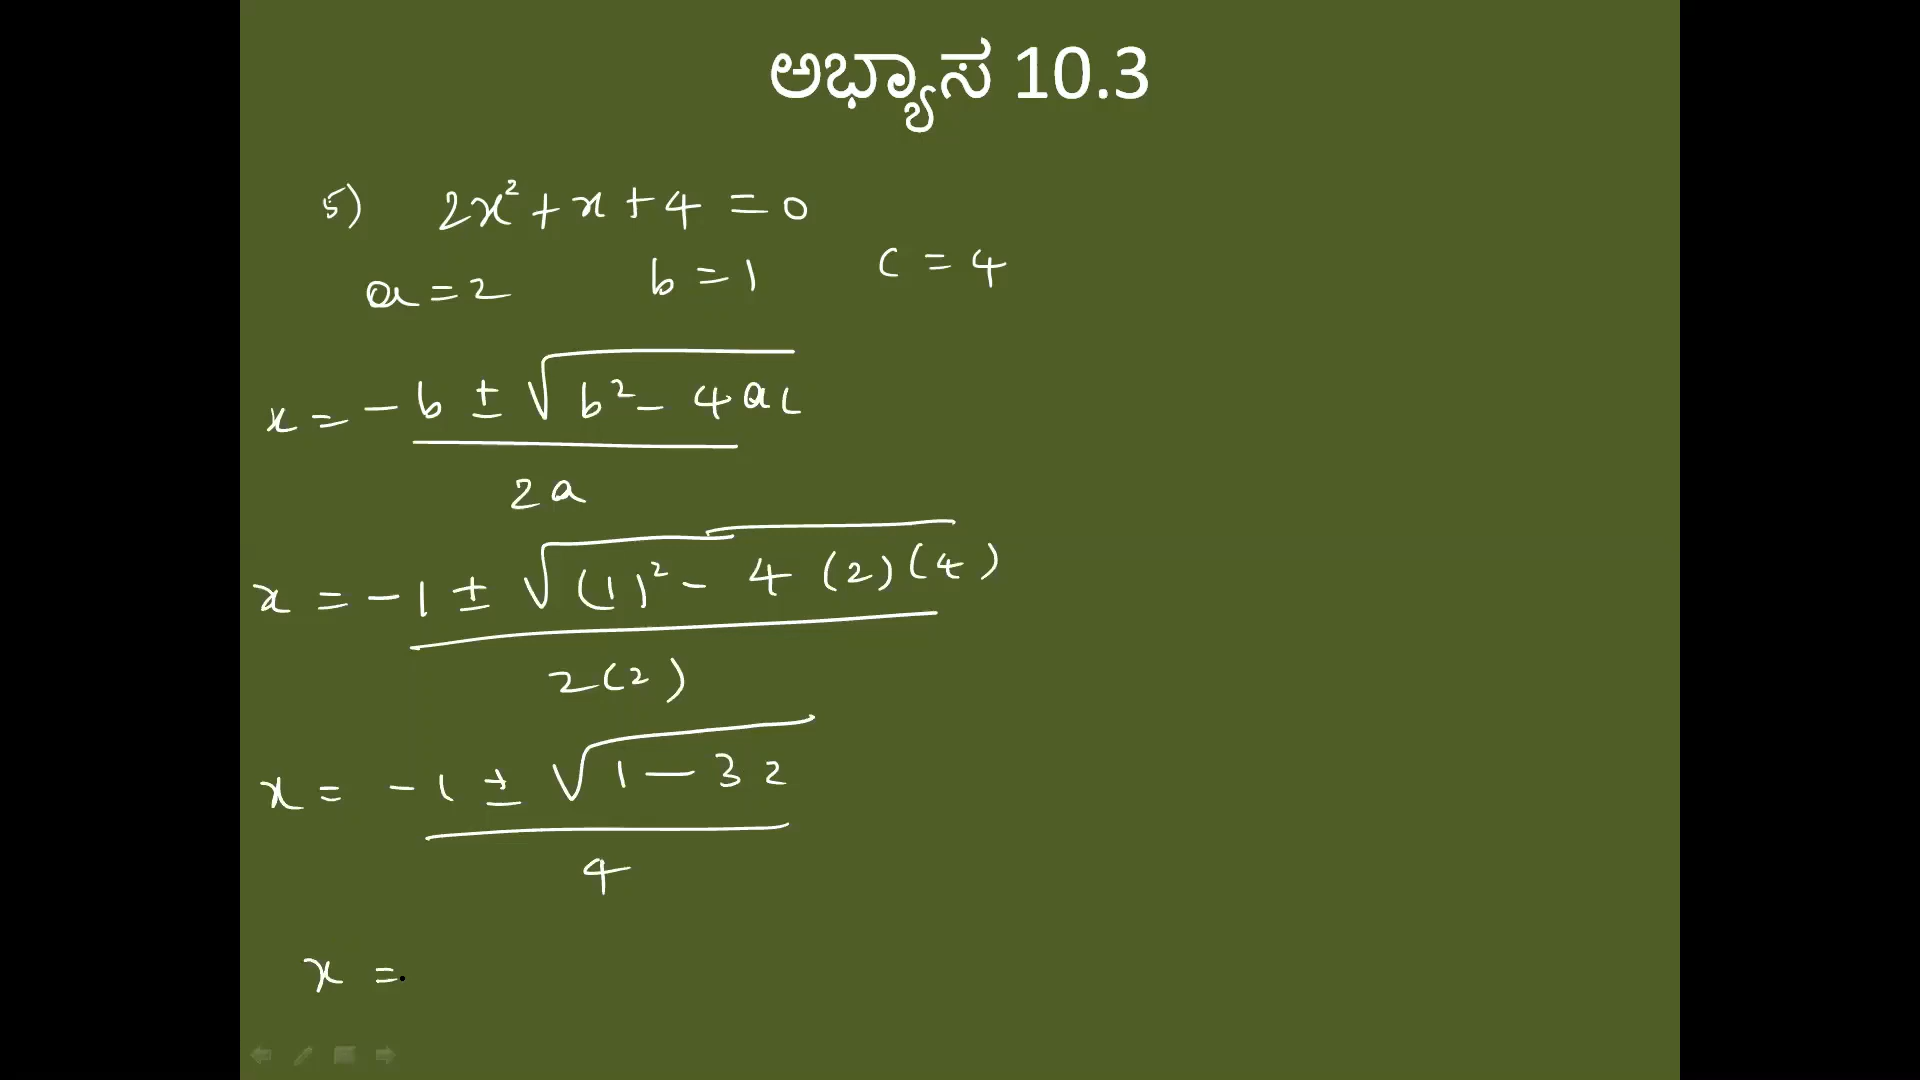 ಅಭ್ಯಾಸ 10.3
5) 2x² + x + 4 = 0
a = 2 b = 1 c = 4
x = -b ± √b² - 4ac
2a
x = -1 ± √(1)² - 4 (2)(4)
2(2)
x = -1 ± √1 - 32
4
x =